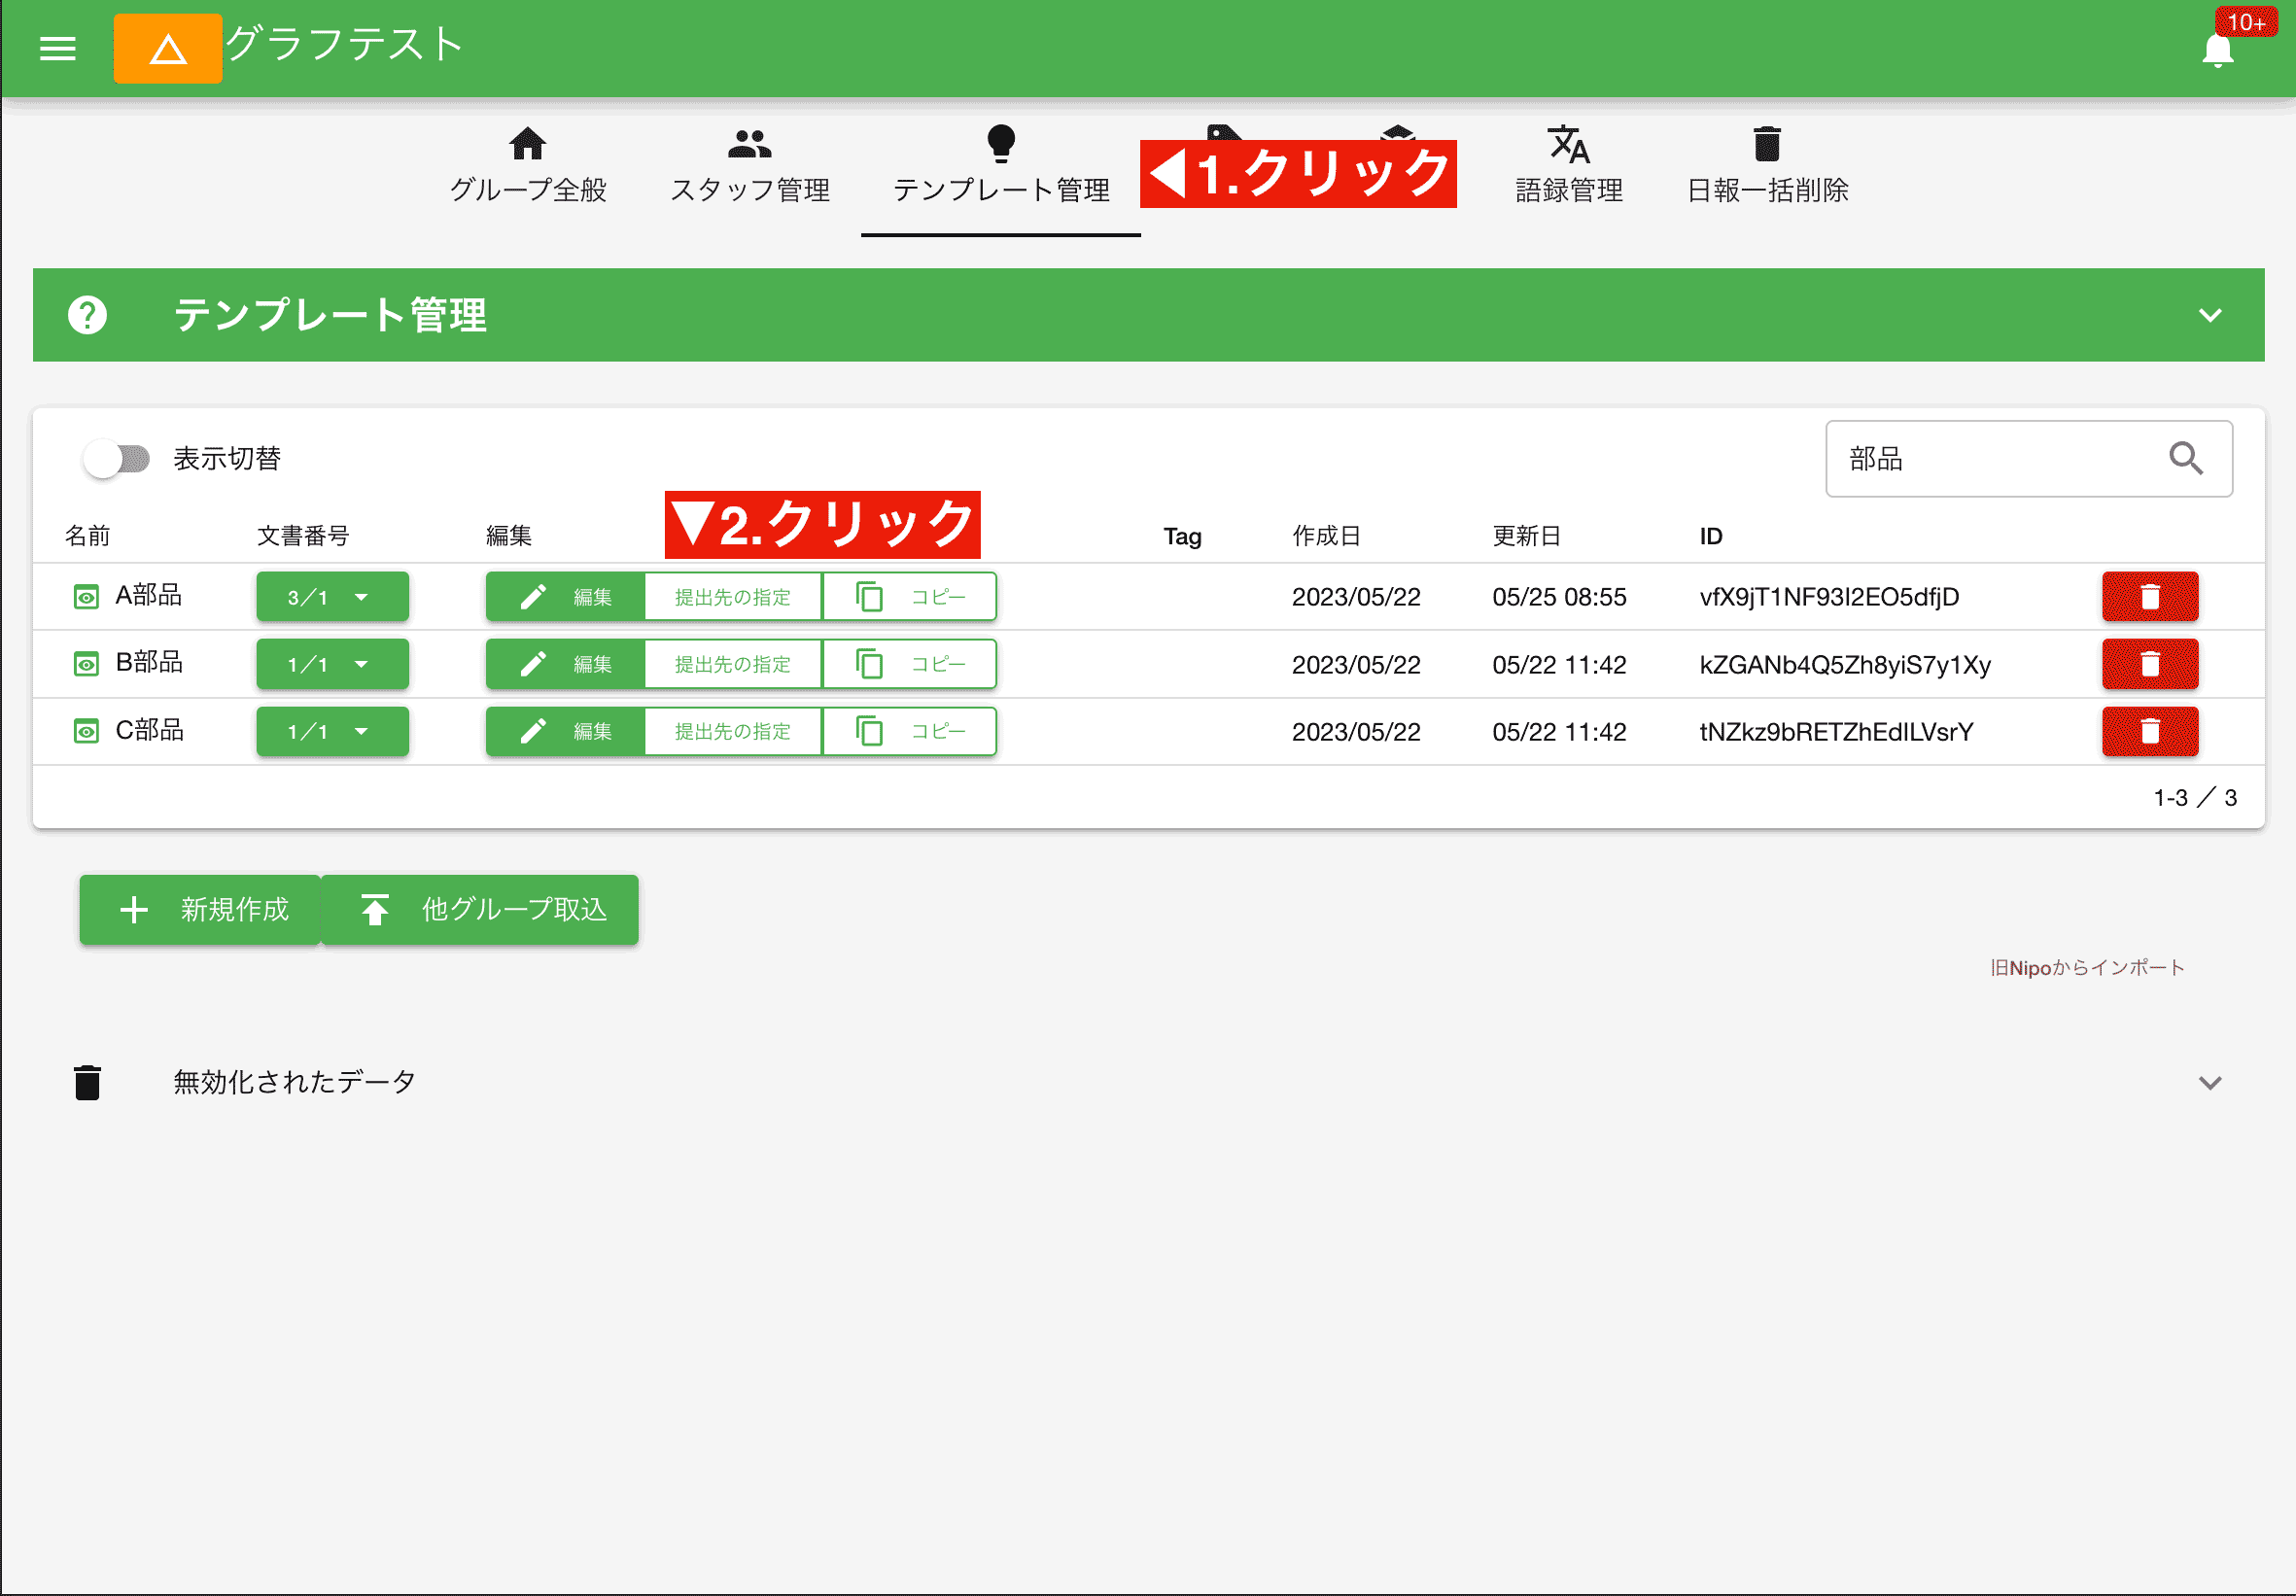 グラフテスト
10+
グループ全般
スタッフ管理
テンプレート管理
◀1.クリック
語録管理
日報一括削除
テンプレート管理
表示切替
部品
▼2.クリック
名前 文書番号 編集 Tag 作成日 更新日 ID
A部品 3／1 編集 提出先の指定 コピー 2023/05/22 05/25 08:55 vfX9jT1NF93I2EO5dfjD
B部品 1／1 編集 提出先の指定 コピー 2023/05/22 05/22 11:42 kZGANb4Q5Zh8yiS7y1Xy
C部品 1／1 編集 提出先の指定 コピー 2023/05/22 05/22 11:42 tNZkz9bRETZhEdILVsrY
1-3 ／ 3
新規作成 他グループ取込
旧Nipoからインポート
無効化されたデータ